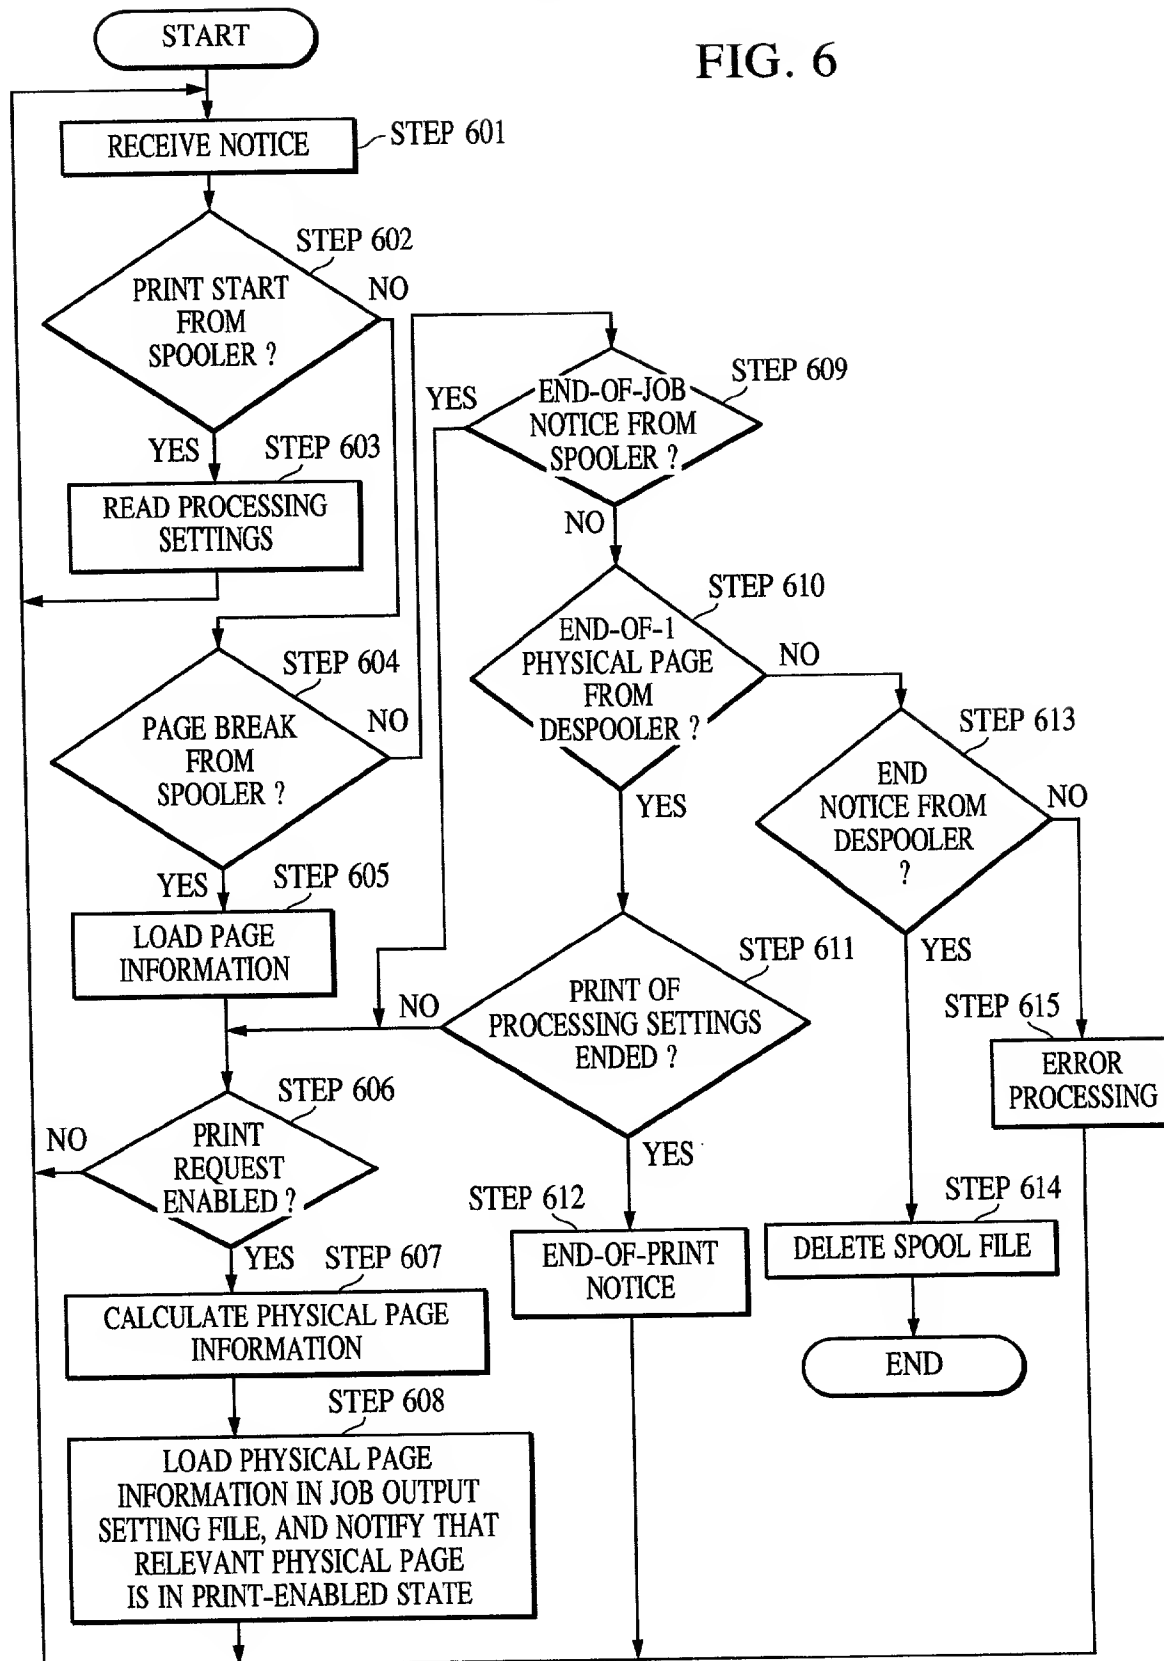 START
FIG. 6
RECEIVE NOTICE
STEP 601
STEP 602
PRINT START
FROM
SPOOLER ?
NO
YES
STEP 603
READ PROCESSING
SETTINGS
STEP 604
PAGE BREAK
FROM
SPOOLER ?
NO
YES
STEP 605
LOAD PAGE
INFORMATION
STEP 606
PRINT
REQUEST
ENABLED ?
NO
YES
STEP 607
CALCULATE PHYSICAL PAGE
INFORMATION
STEP 608
LOAD PHYSICAL PAGE
INFORMATION IN JOB OUTPUT
SETTING FILE, AND NOTIFY THAT
RELEVANT PHYSICAL PAGE
IS IN PRINT-ENABLED STATE
STEP 609
YES
END-OF-JOB
NOTICE FROM
SPOOLER ?
NO
STEP 610
END-OF-1
PHYSICAL PAGE
FROM
DESPOOLER ?
NO
YES
STEP 611
PRINT OF
PROCESSING SETTINGS
ENDED ?
NO
YES
STEP 612
END-OF-PRINT
NOTICE
STEP 613
END
NOTICE FROM
DESPOOLER
?
NO
YES
STEP 614
DELETE SPOOL FILE
END
STEP 615
ERROR
PROCESSING